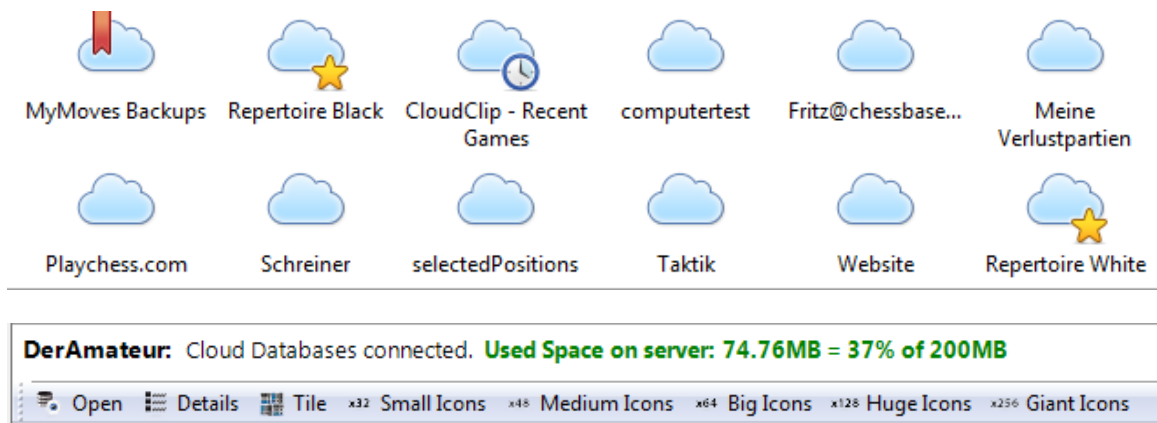 MyMoves Backups Repertoire Black CloudClip - Recent Games computertest Fritz@chessbase... Meine Verlustpartien
Playchess.com Schreiner selectedPositions Taktik Website Repertoire White
DerAmateur: Cloud Databases connected. Used Space on server: 74.76MB = 37% of 200MB
Open Details Tile x32 Small Icons x48 Medium Icons x64 Big Icons x128 Huge Icons x256 Giant Icons